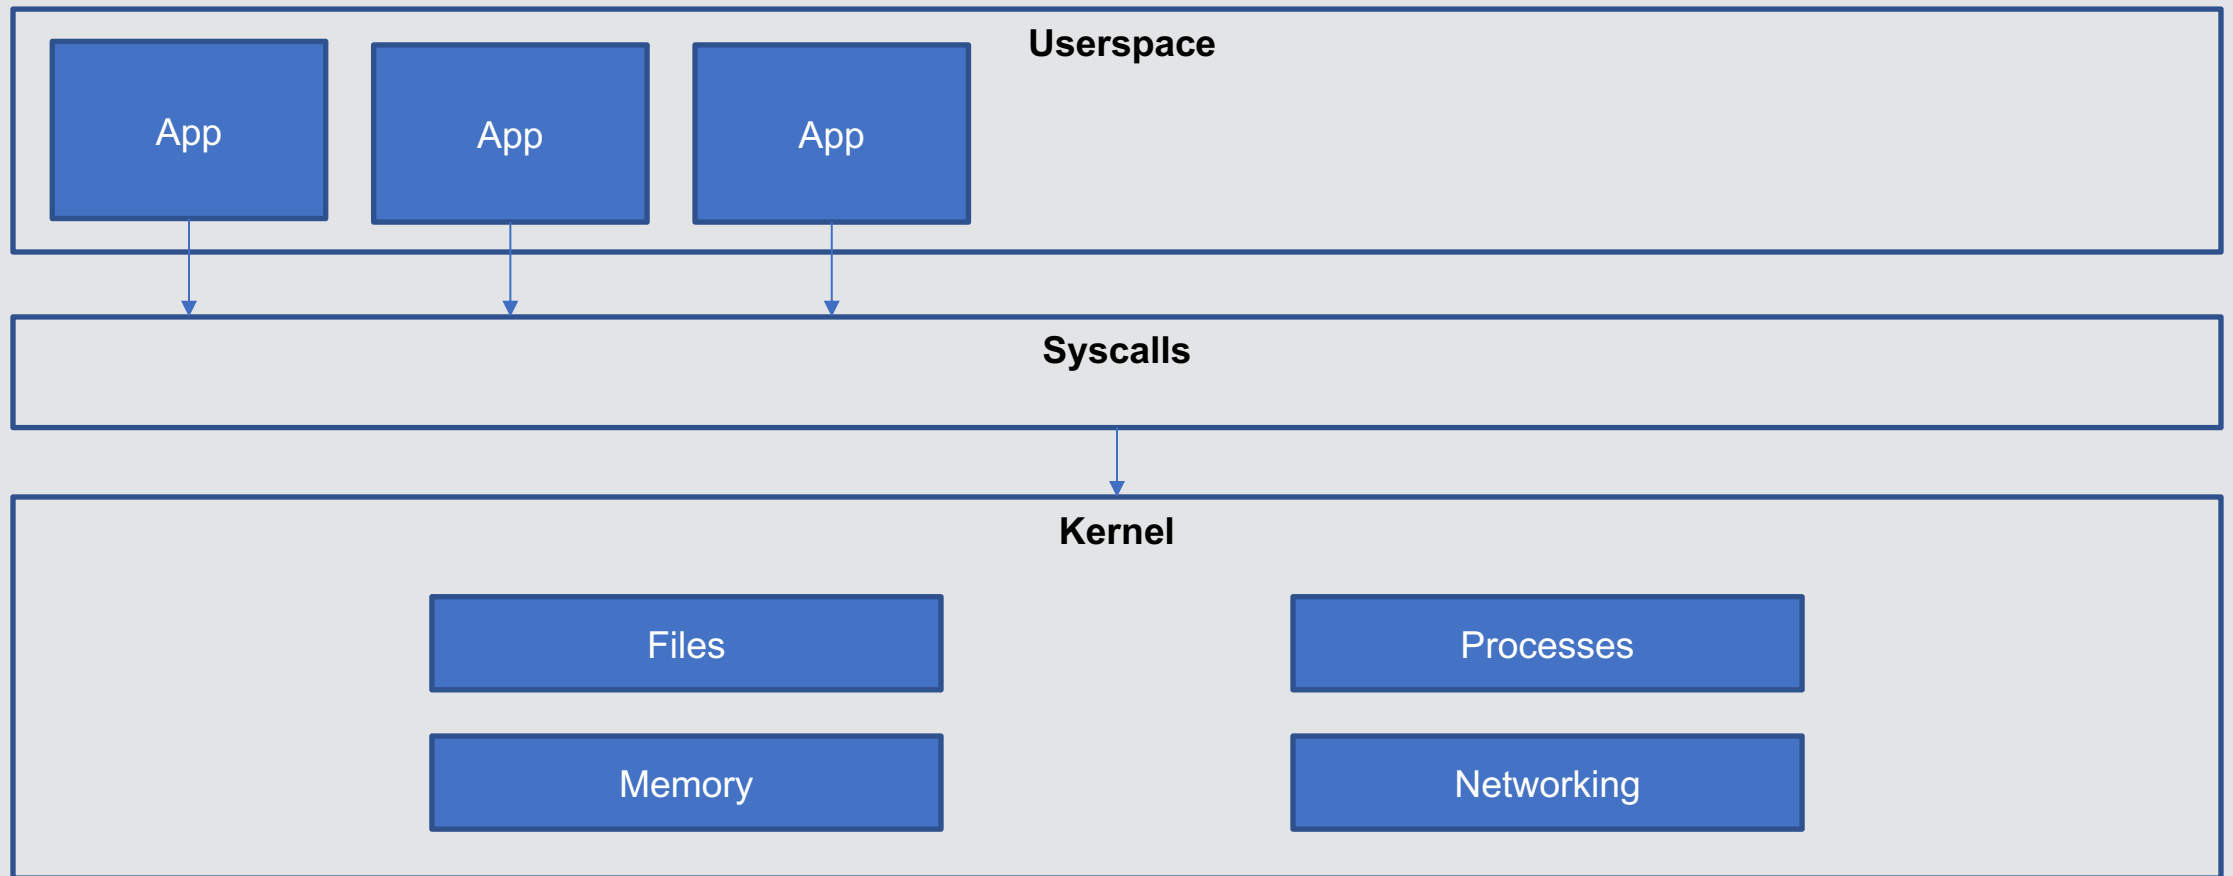 Userspace
App
App
App
Syscalls
Kernel
Files
Processes
Memory
Networking